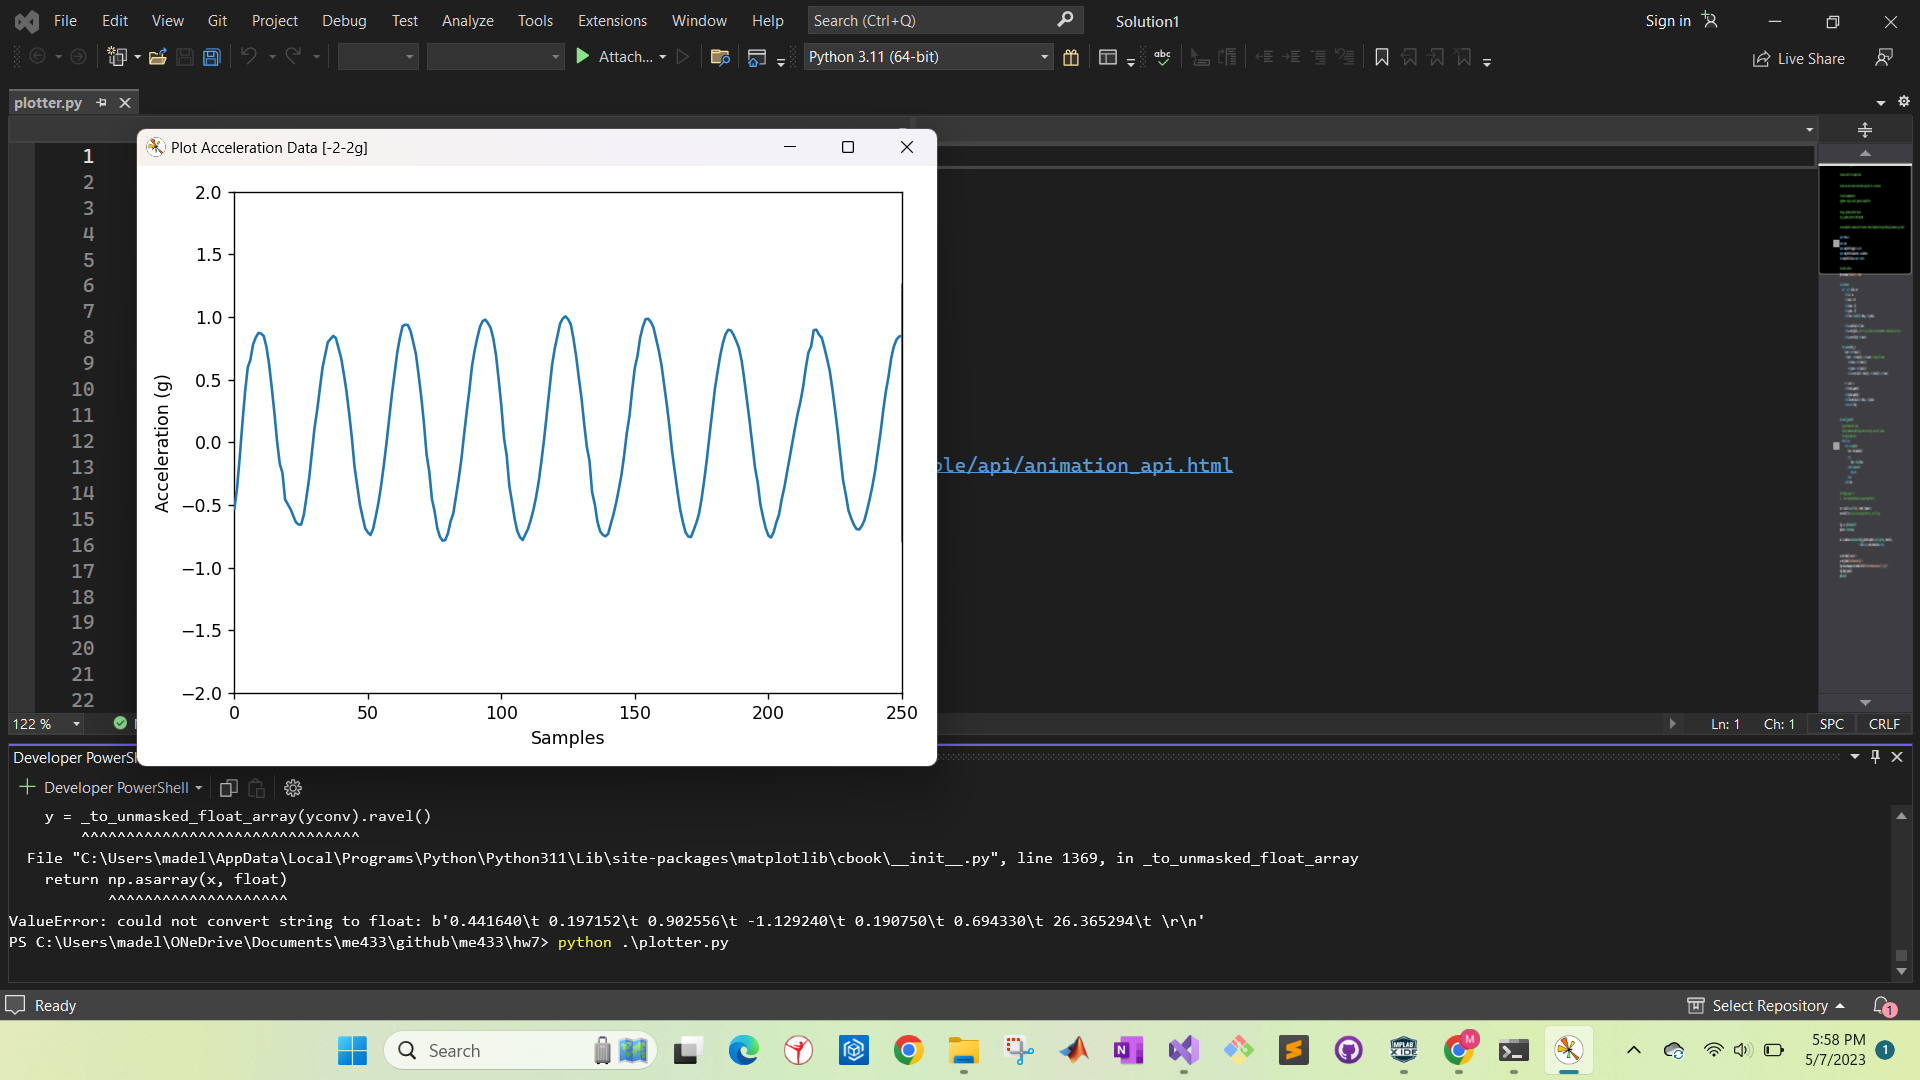 File Edit View Git Project Debug Test Analyze Tools Extensions Window Help Search (Ctrl+Q) Solution1 Sign in
Attach... Python 3.11 (64-bit) abc Live Share
plotter.py
Plot Acceleration Data [-2-2g]
1
2
3
4
5
6
7
8
9
10
11
12
13
14
15
16
17
18
19
20
21
22
2.0
1.5
1.0
0.5
0.0
−0.5
−1.0
−1.5
−2.0
Acceleration (g)
0 50 100 150 200 250
Samples
ble/api/animation_api.html
122 % Ln: 1 Ch: 1 SPC CRLF
Developer PowerSh
Developer PowerShell
y = _to_unmasked_float_array(yconv).ravel()
^^^^^^^^^^^^^^^^^^^^^^^^^^^^^^^
File "C:\Users\madel\AppData\Local\Programs\Python\Python311\Lib\site-packages\matplotlib\cbook\__init__.py", line 1369, in _to_unmasked_float_array
return np.asarray(x, float)
^^^^^^^^^^^^^^^^^^^^
ValueError: could not convert string to float: b'0.441640\t 0.197152\t 0.902556\t -1.129240\t 0.190750\t 0.694330\t 26.365294\t \r\n'
PS C:\Users\madel\ONeDrive\Documents\me433\github\me433\hw7> python .\plotter.py
Ready Select Repository 1
Search
MPLAB
X IDE
M
5:58 PM
5/7/2023
1